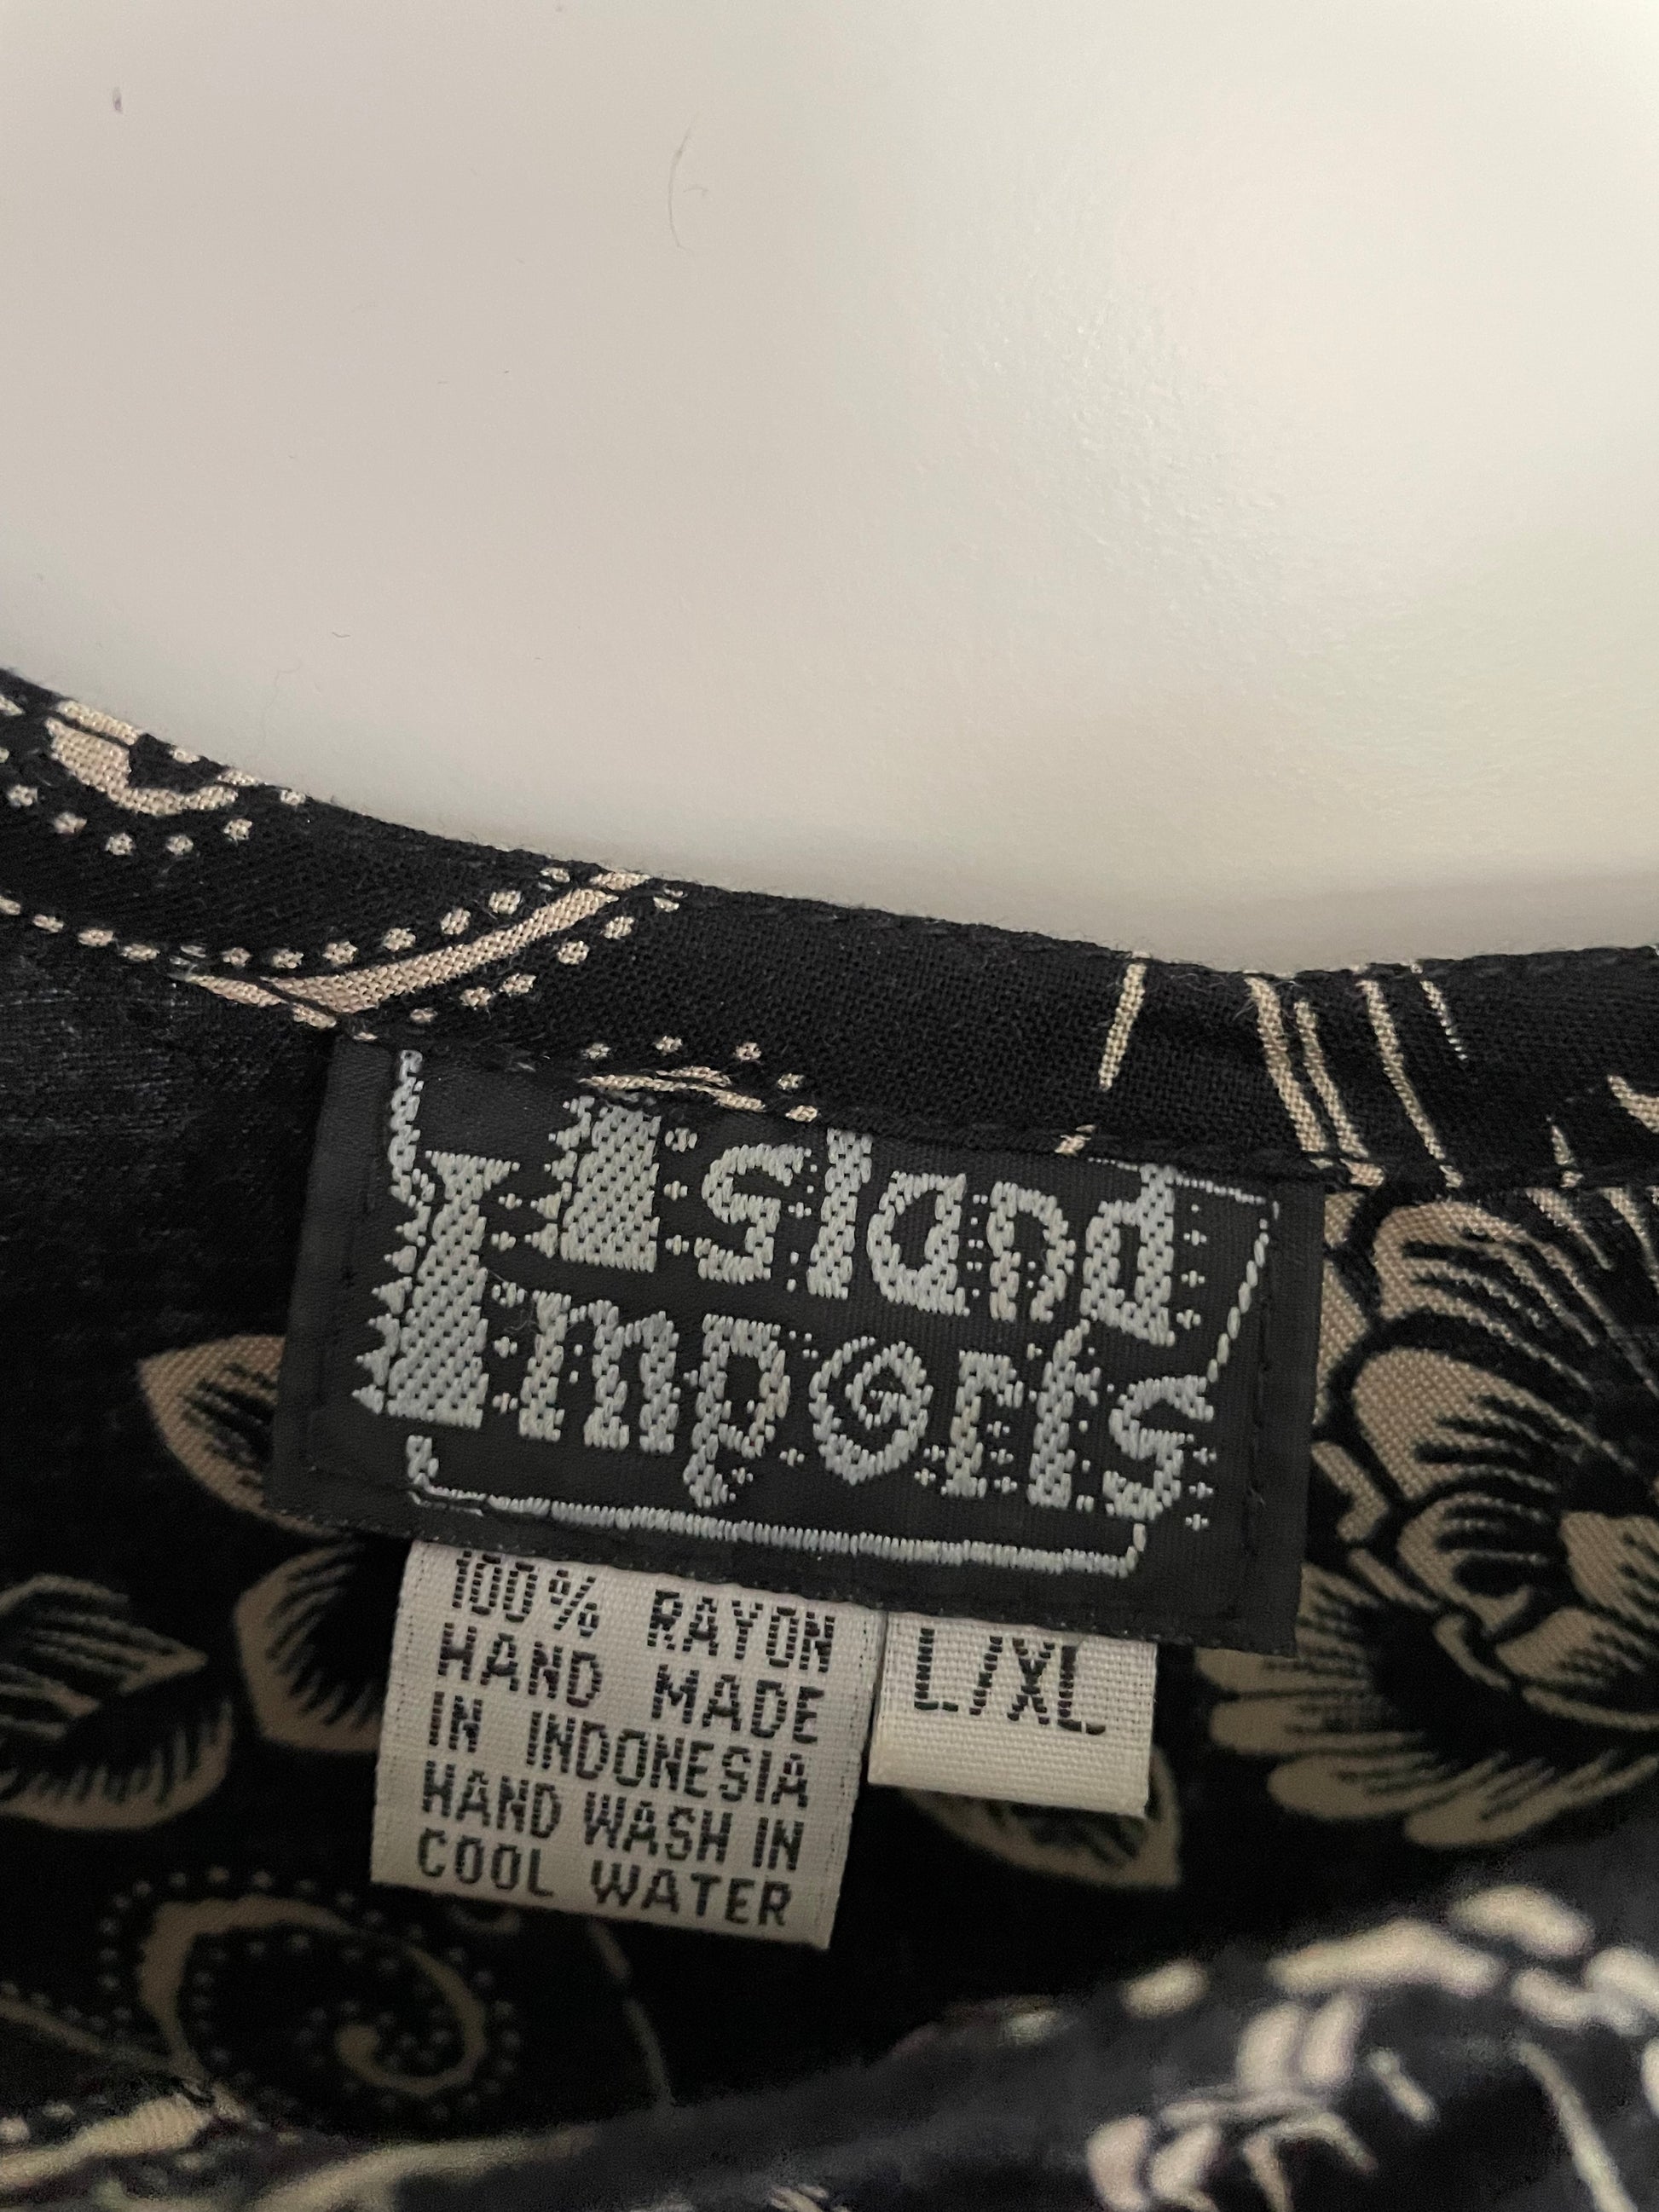 Island
Imports
100% RAYON
HAND MADE
IN INDONESIA
HAND WASH IN
COOL WATER
L/XL